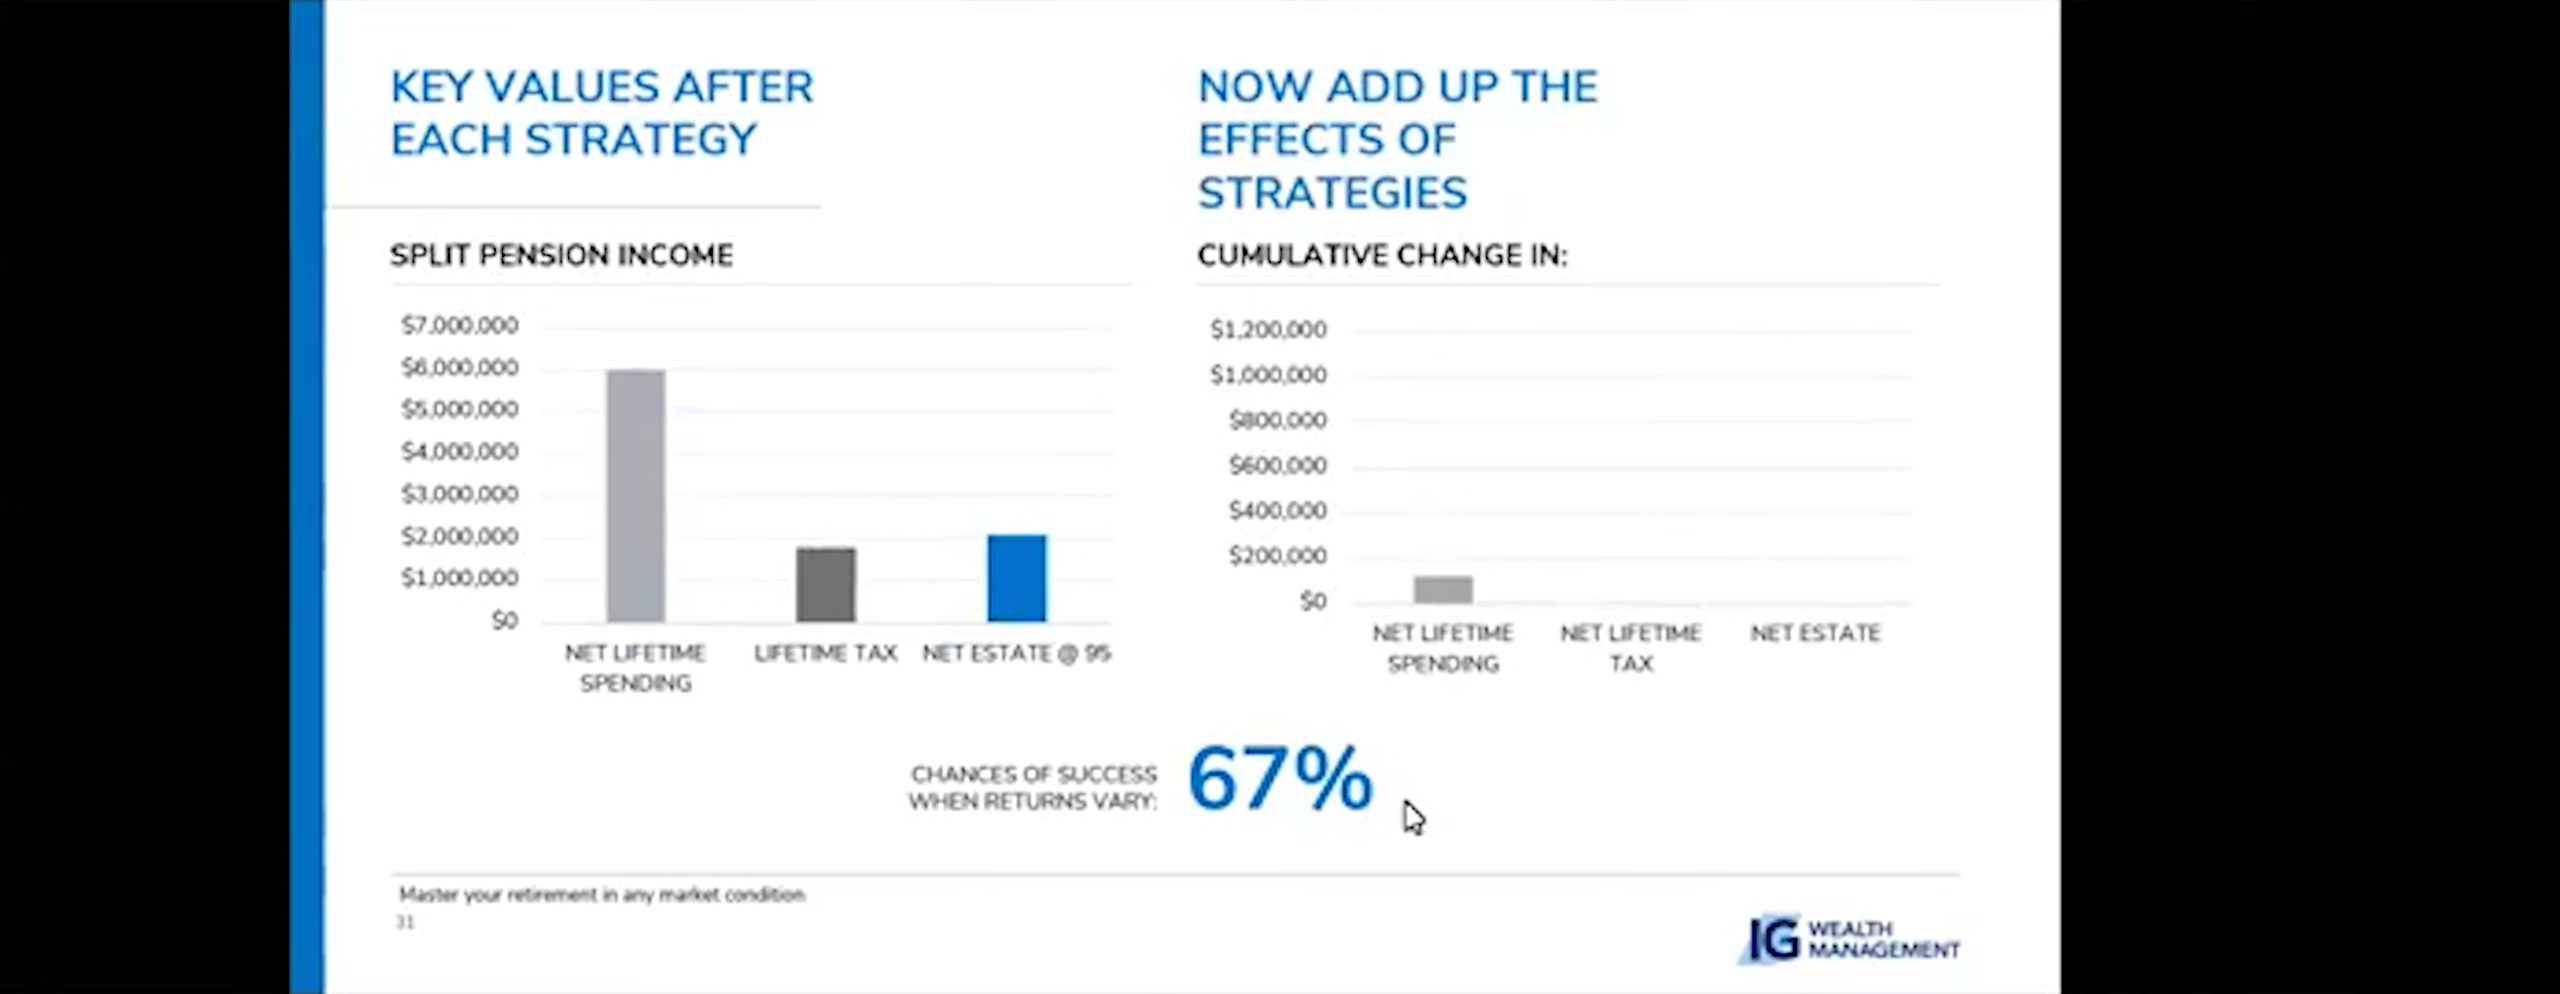 KEY VALUES AFTER
EACH STRATEGY
SPLIT PENSION INCOME
$7,000,000
$6,000,000
$5,000,000
$4,000,000
$3,000,000
$2,000,000
$1,000,000
$0
NET LIFETIME
SPENDING
LIFETIME TAX
NET ESTATE @ 95
NOW ADD UP THE
EFFECTS OF
STRATEGIES
CUMULATIVE CHANGE IN:
$1,200,000
$1,000,000
$800,000
$600,000
$400,000
$200,000
$0
NET LIFETIME
SPENDING
NET LIFETIME
TAX
NET ESTATE
CHANCES OF SUCCESS
WHEN RETURNS VARY:
67%
Master your retirement in any market condition
31
IG WEALTH
MANAGEMENT